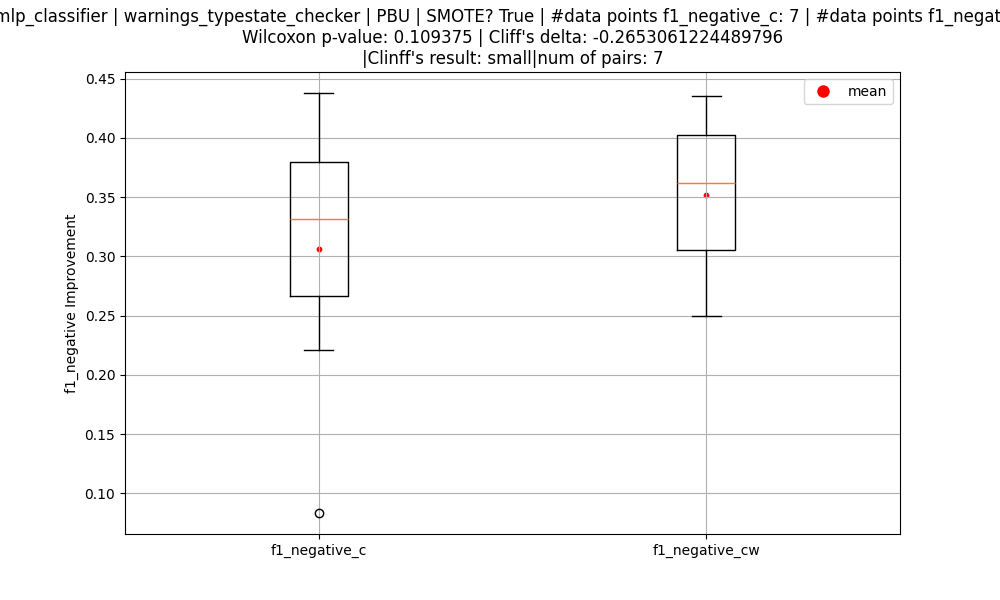 mlp_classifier | warnings_typestate_checker | PBU | SMOTE? True | #data points f1_negative_c: 7 | #data points
Wilcoxon p-value: 0.109375 | Cliff's delta: -0.2653061224489796
|Clinff's result: small|num of pairs: 7
mean
0.45
0.40
0.35
0.30
0.25
0.20
0.15
0.10
f1_negative Improvement
f1_negative_c
f1_negative_cw